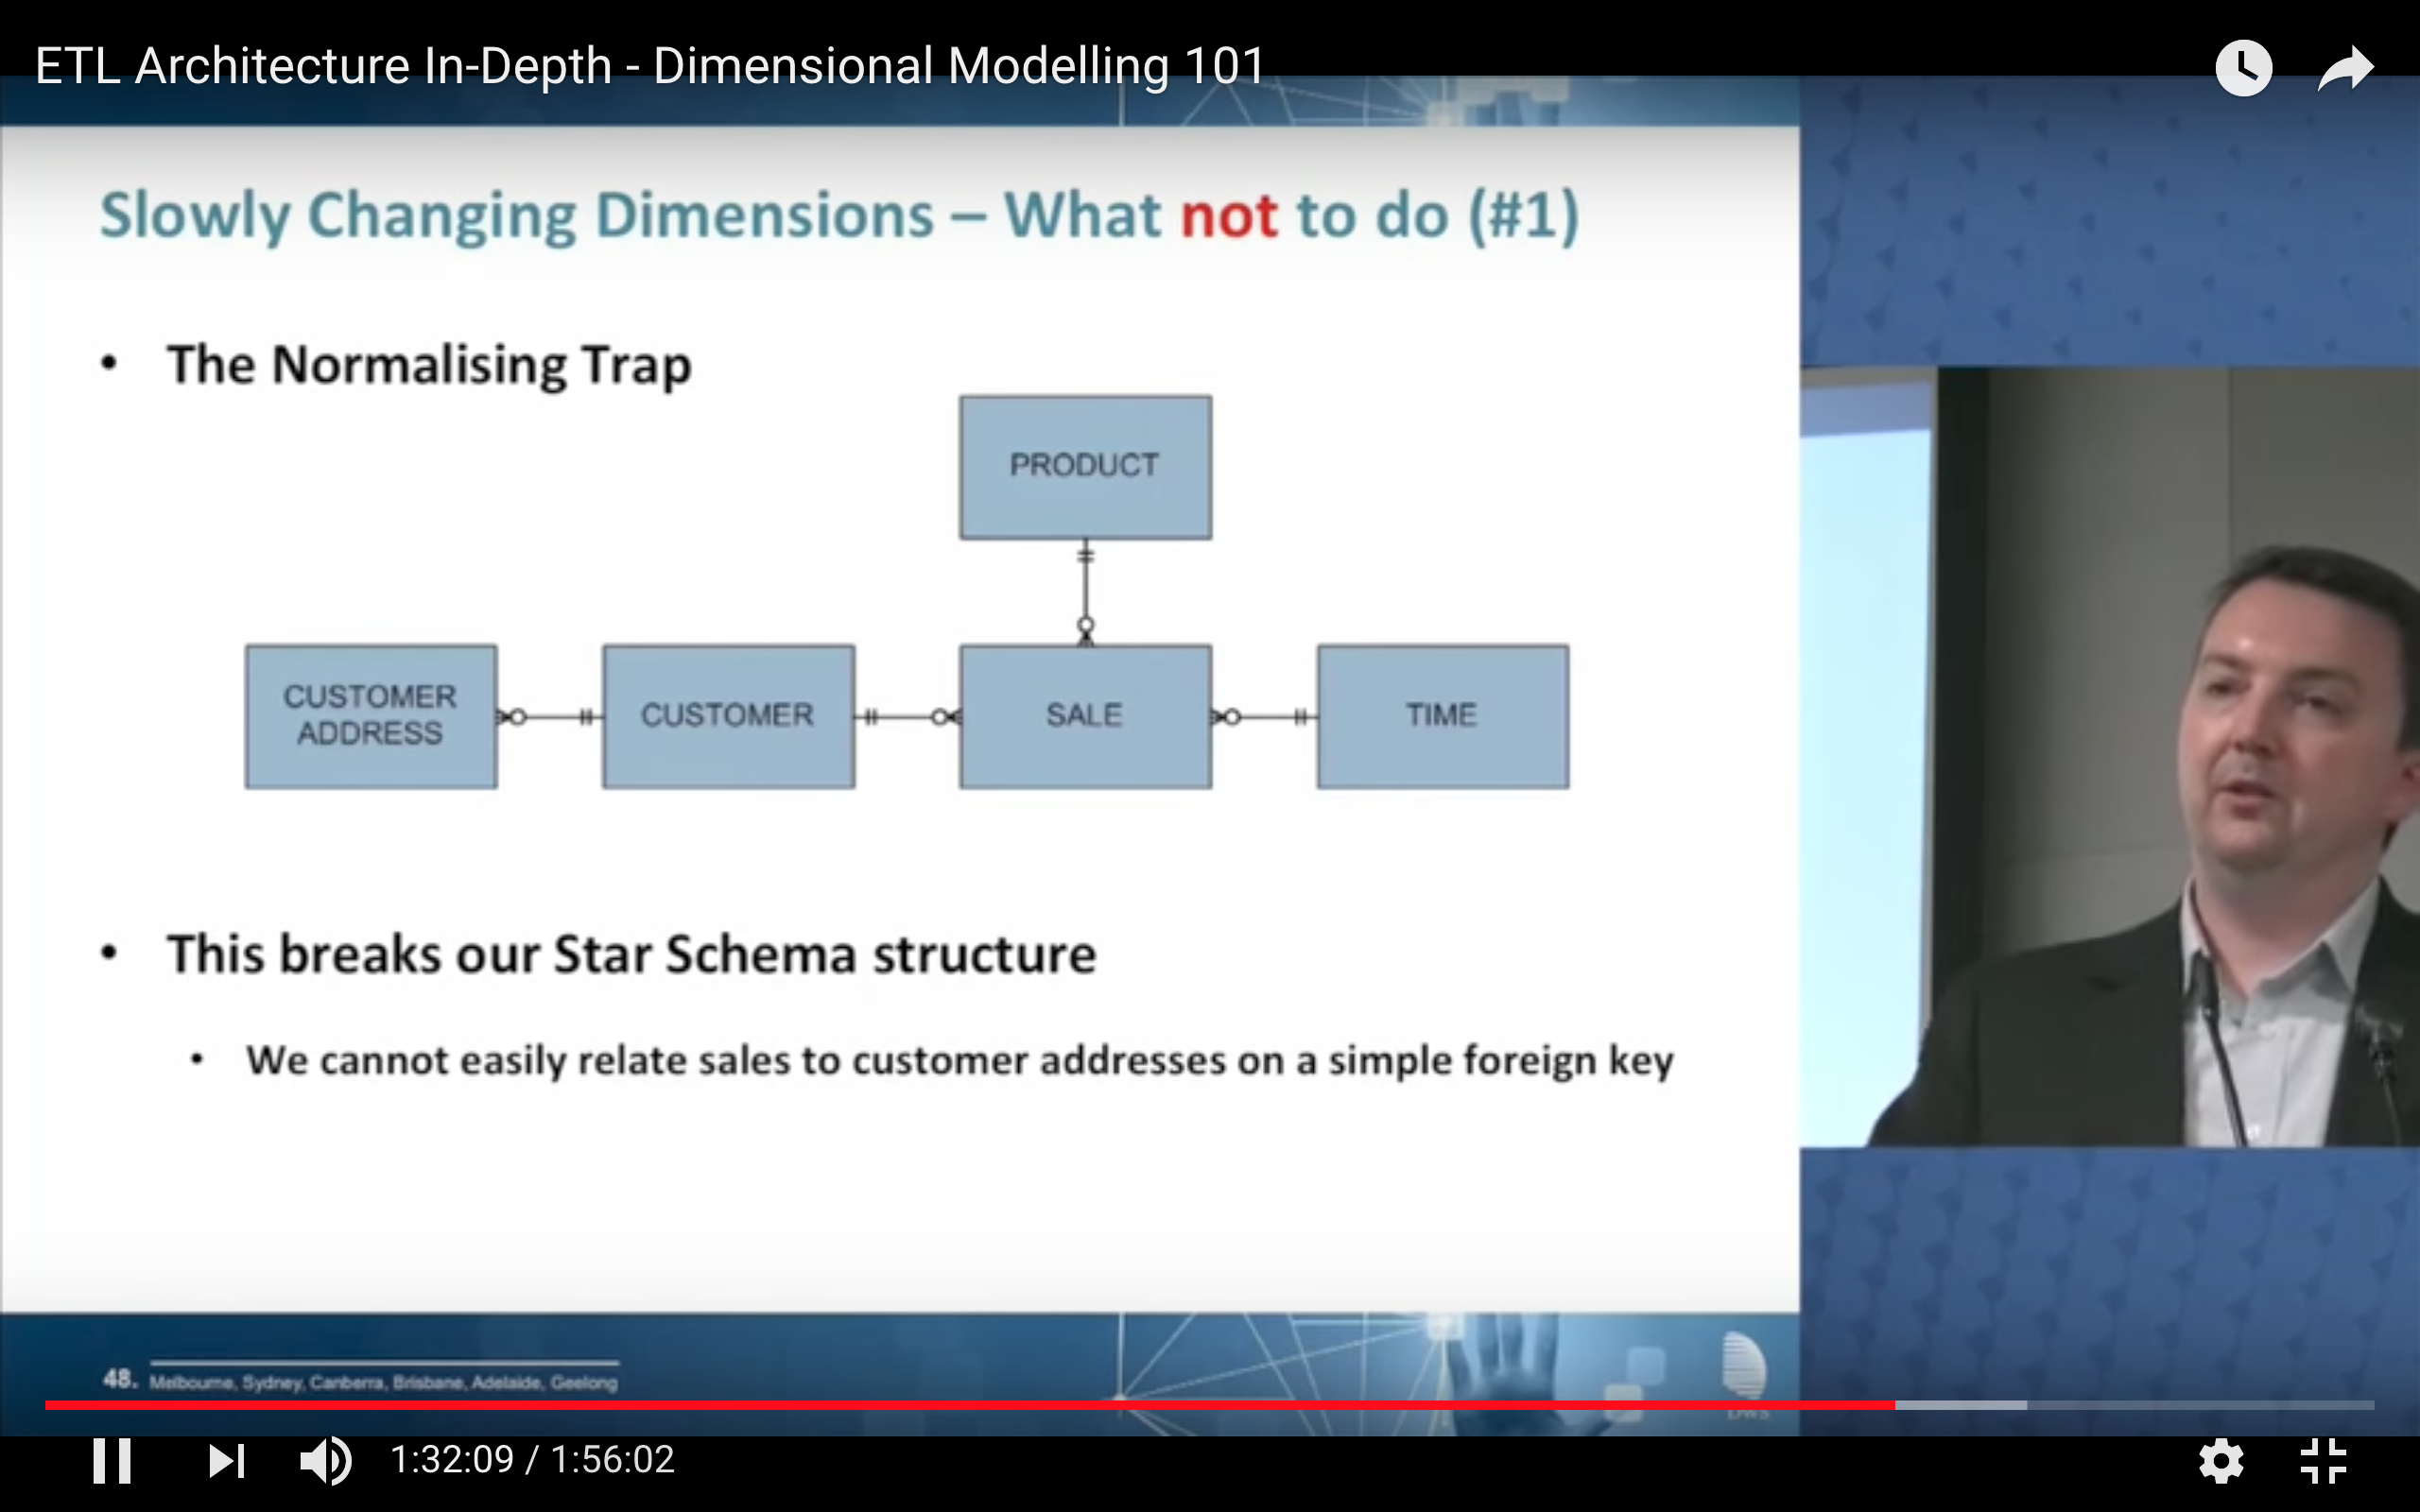 ETL Architecture In-Depth - Dimensional Modelling 101
Slowly Changing Dimensions – What not to do (#1)
• The Normalising Trap
PRODUCT
CUSTOMER
ADDRESS
CUSTOMER
SALE
TIME
• This breaks our Star Schema structure
• We cannot easily relate sales to customer addresses on a simple foreign key
48. Melbourne, Sydney, Canberra, Brisbane, Adelaide, Geelong
DWS
1:32:09 / 1:56:02